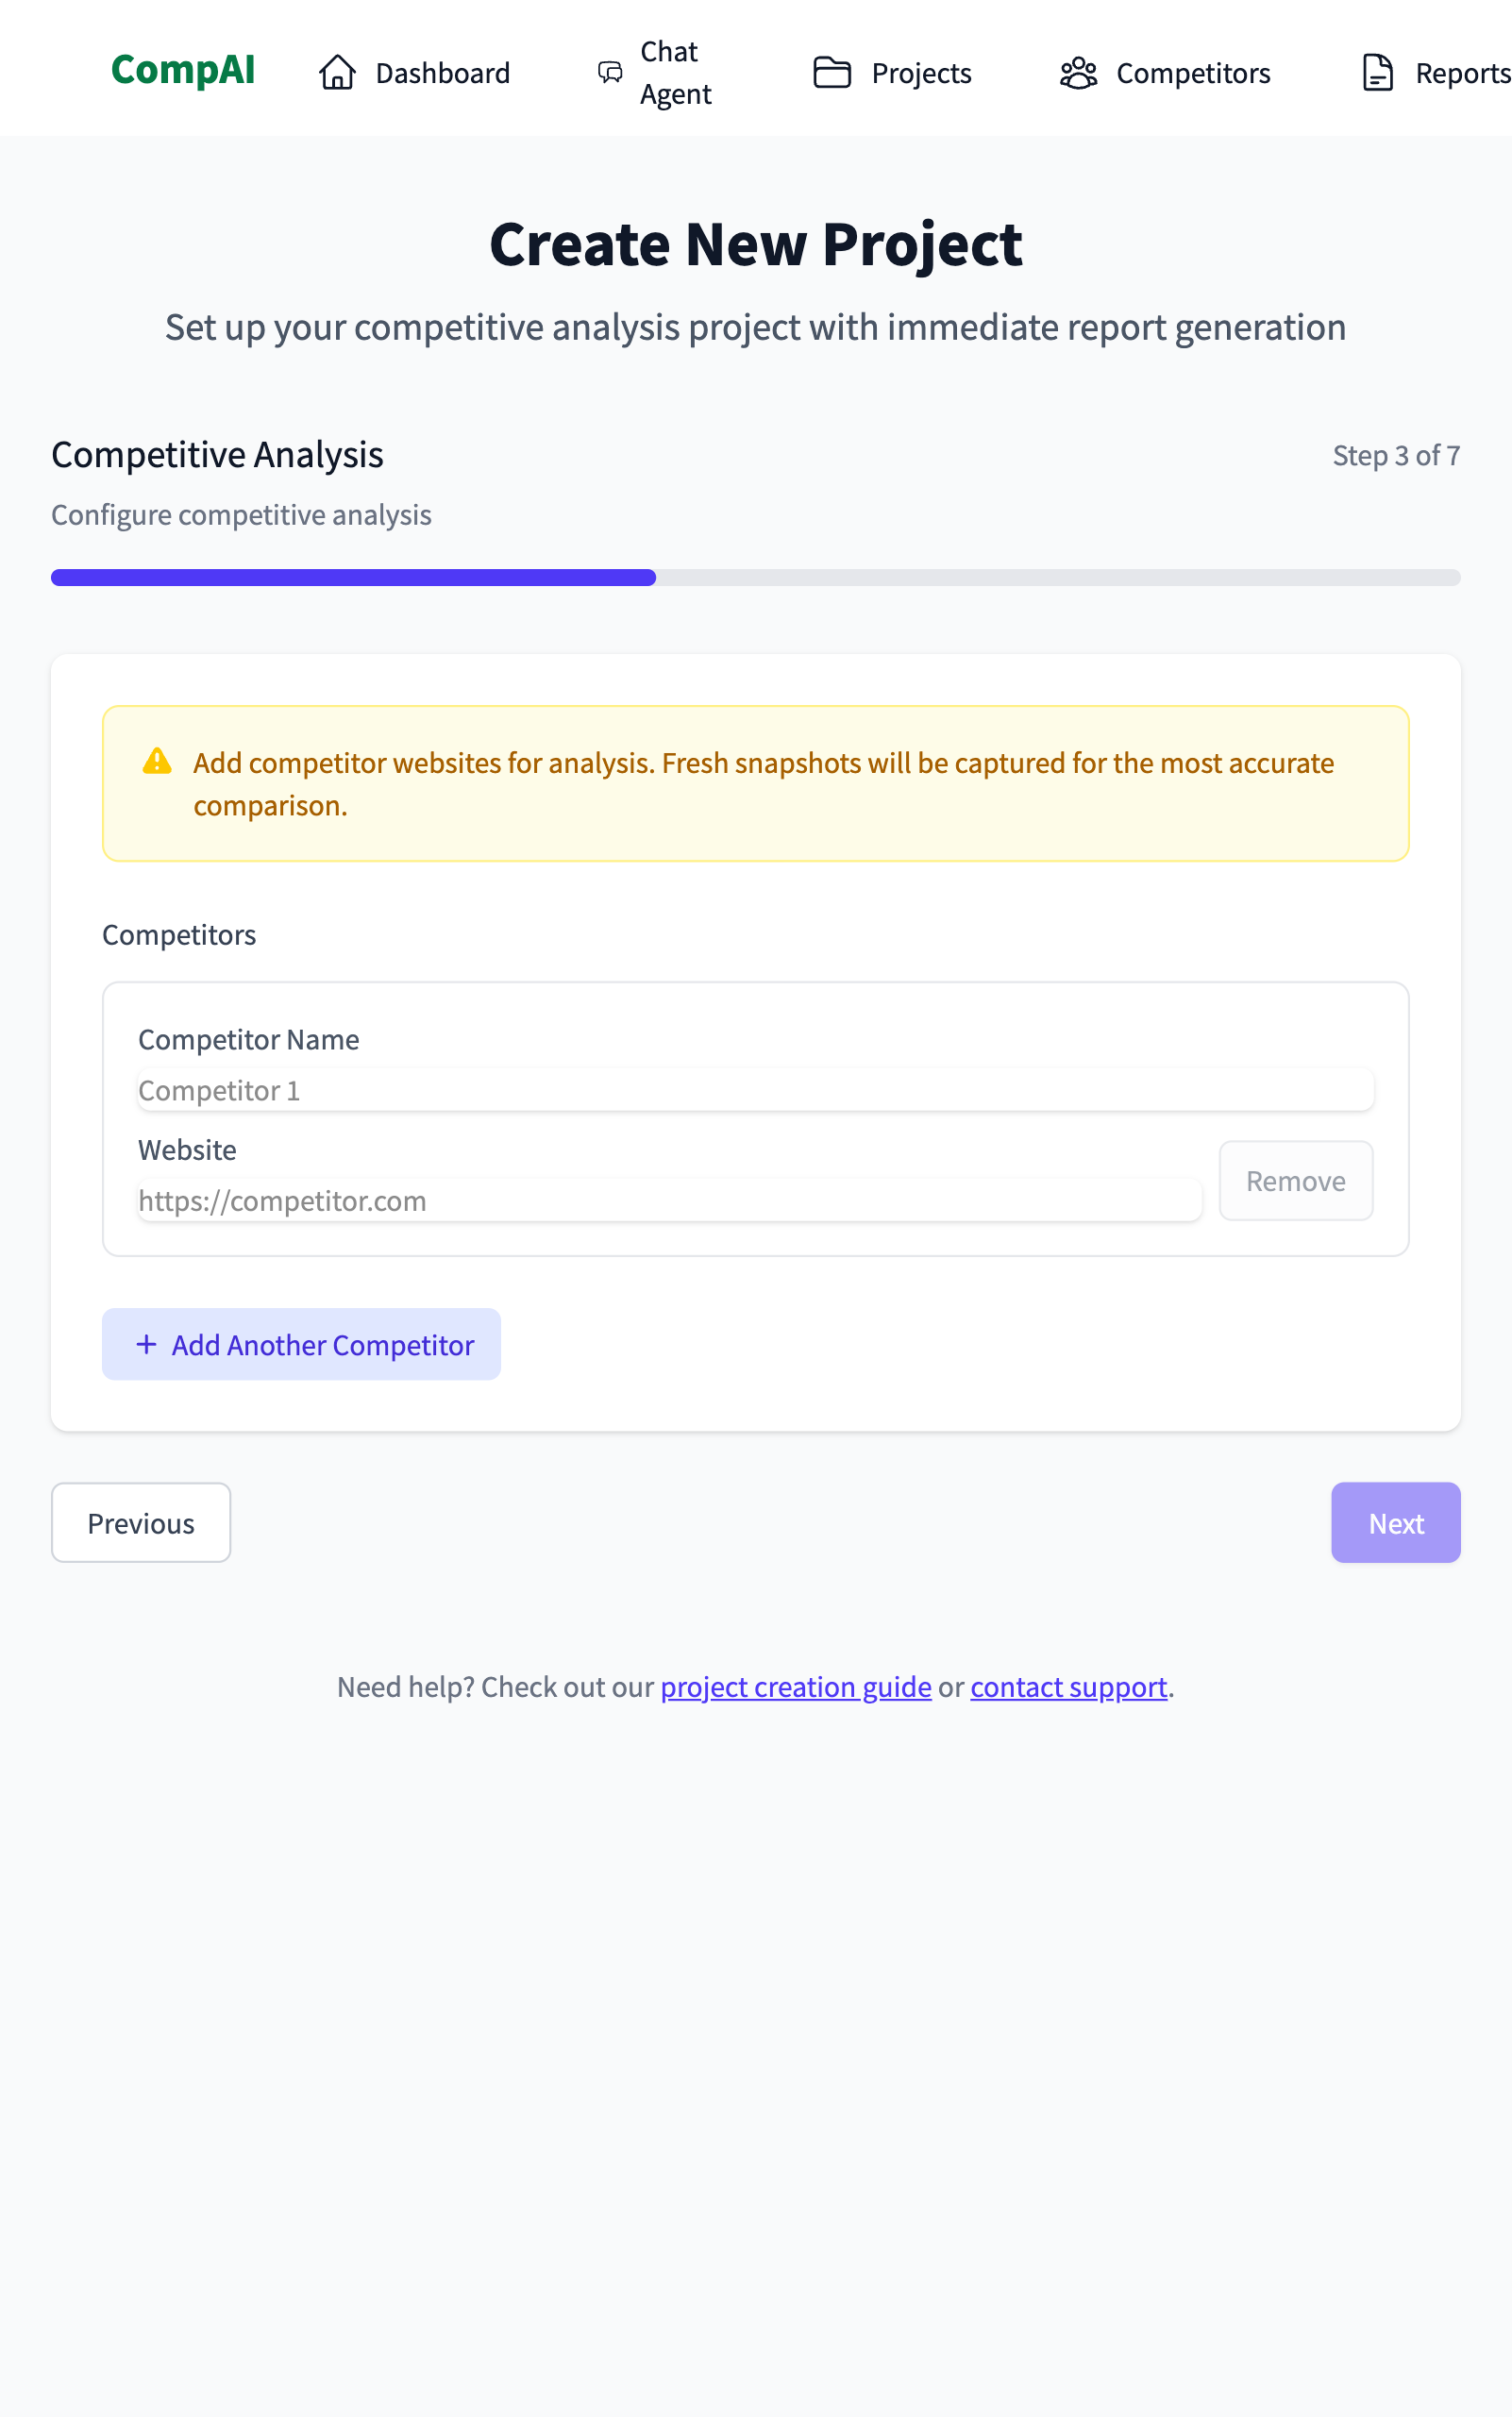 CompAI
Dashboard
Chat
Agent
Projects
Competitors
Reports
Create New Project
Set up your competitive analysis project with immediate report generation
Competitive Analysis
Step 3 of 7
Configure competitive analysis
Add competitor websites for analysis. Fresh snapshots will be captured for the most accurate
comparison.
Competitors
Competitor Name
Competitor 1
Website
https://competitor.com
Remove
+ Add Another Competitor
Previous
Next
Need help? Check out our project creation guide or contact support.